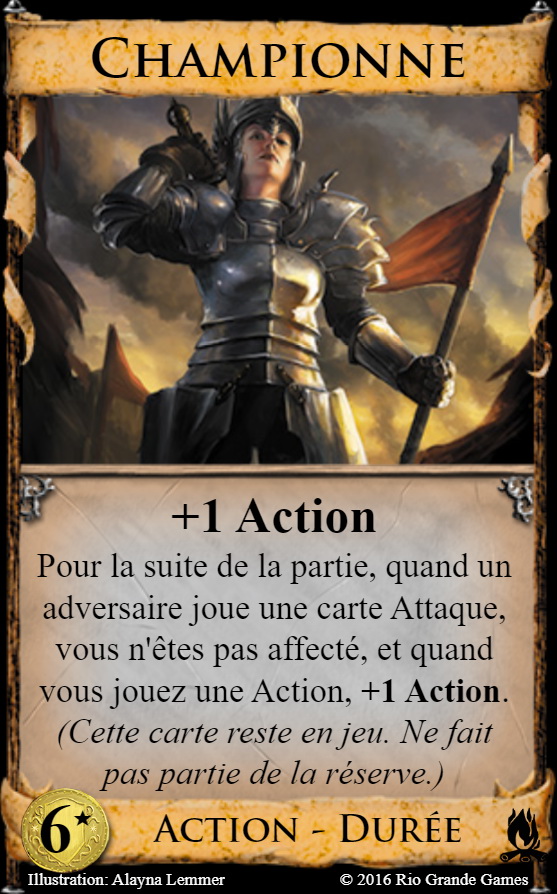 CHAMPIONNE
+1 Action
Pour la suite de la partie, quand un
adversaire joue une carte Attaque,
vous n'êtes pas affecté, et quand
vous jouez une Action, +1 Action.
(Cette carte reste en jeu. Ne fait
pas partie de la réserve.)
6*
ACTION - DURÉE
Illustration: Alayna Lemmer
© 2016 Rio Grande Games